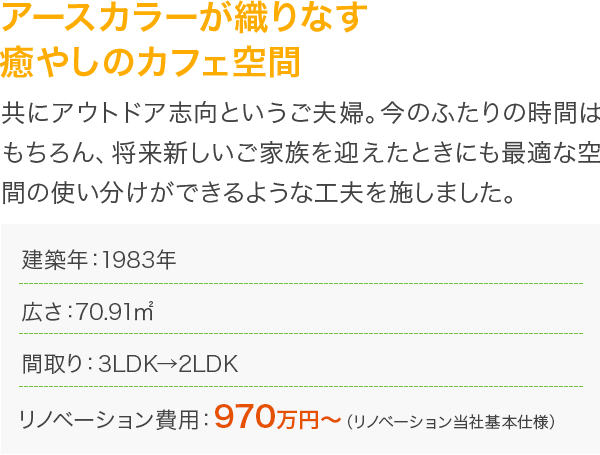 アースカラーが織りなす
癒やしのカフェ空間
共にアウトドア志向というご夫婦。今のふたりの時間は
もちろん、将来新しいご家族を迎えたときにも最適な空
間の使い分けができるような工夫を施しました。
建築年：1983年
広さ：70.91㎡
間取り：3LDK→2LDK
リノベーション費用：970万円〜（リノベーション当社基本仕様）